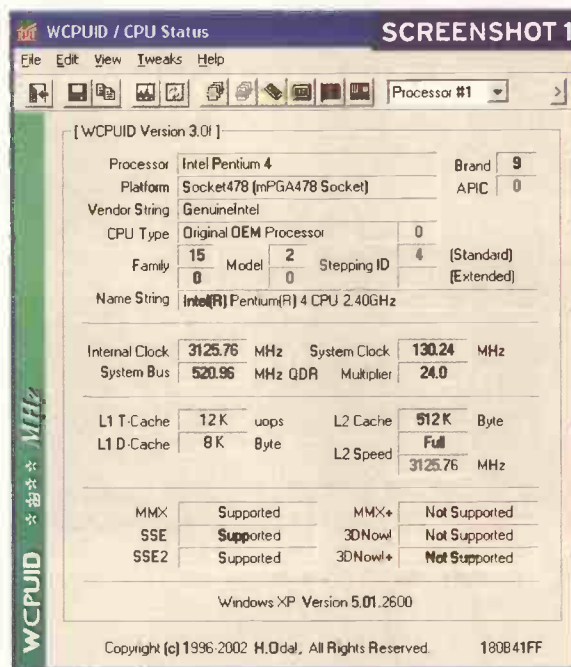 WCPUID / CPU Status
SCREENSHOT 1
File Edit View Tweaks Help
Processor #1
[ WCPUID Version 3.0f ]
Processor Intel Pentium 4 Brand 9
Platform Socket478 (mPGA478 Socket) APIC 0
Vendor String GenuineIntel
CPU Type Original OEM Processor 0
Family 15 Model 2 Stepping ID 4 (Standard)
0 0 (Extended)
Name String Intel(R) Pentium(R) 4 CPU 2.40GHz
Internal Clock 3125.76 MHz System Clock 130.24 MHz
System Bus 520.96 MHz QDR Multiplier 24.0
L1 T-Cache 12 K uops L2 Cache 512 K Byte
L1 D-Cache 8 K Byte L2 Speed Full
3125.76 MHz
MMX Supported MMX+ Not Supported
SSE Supported 3DNow! Not Supported
SSE2 Supported 3DNow!+ Not Supported
Windows XP Version 5.01.2600
Copyright (c) 1996-2002 H.Oda!, All Rights Reserved. 180B41FF
WCPUID MHz